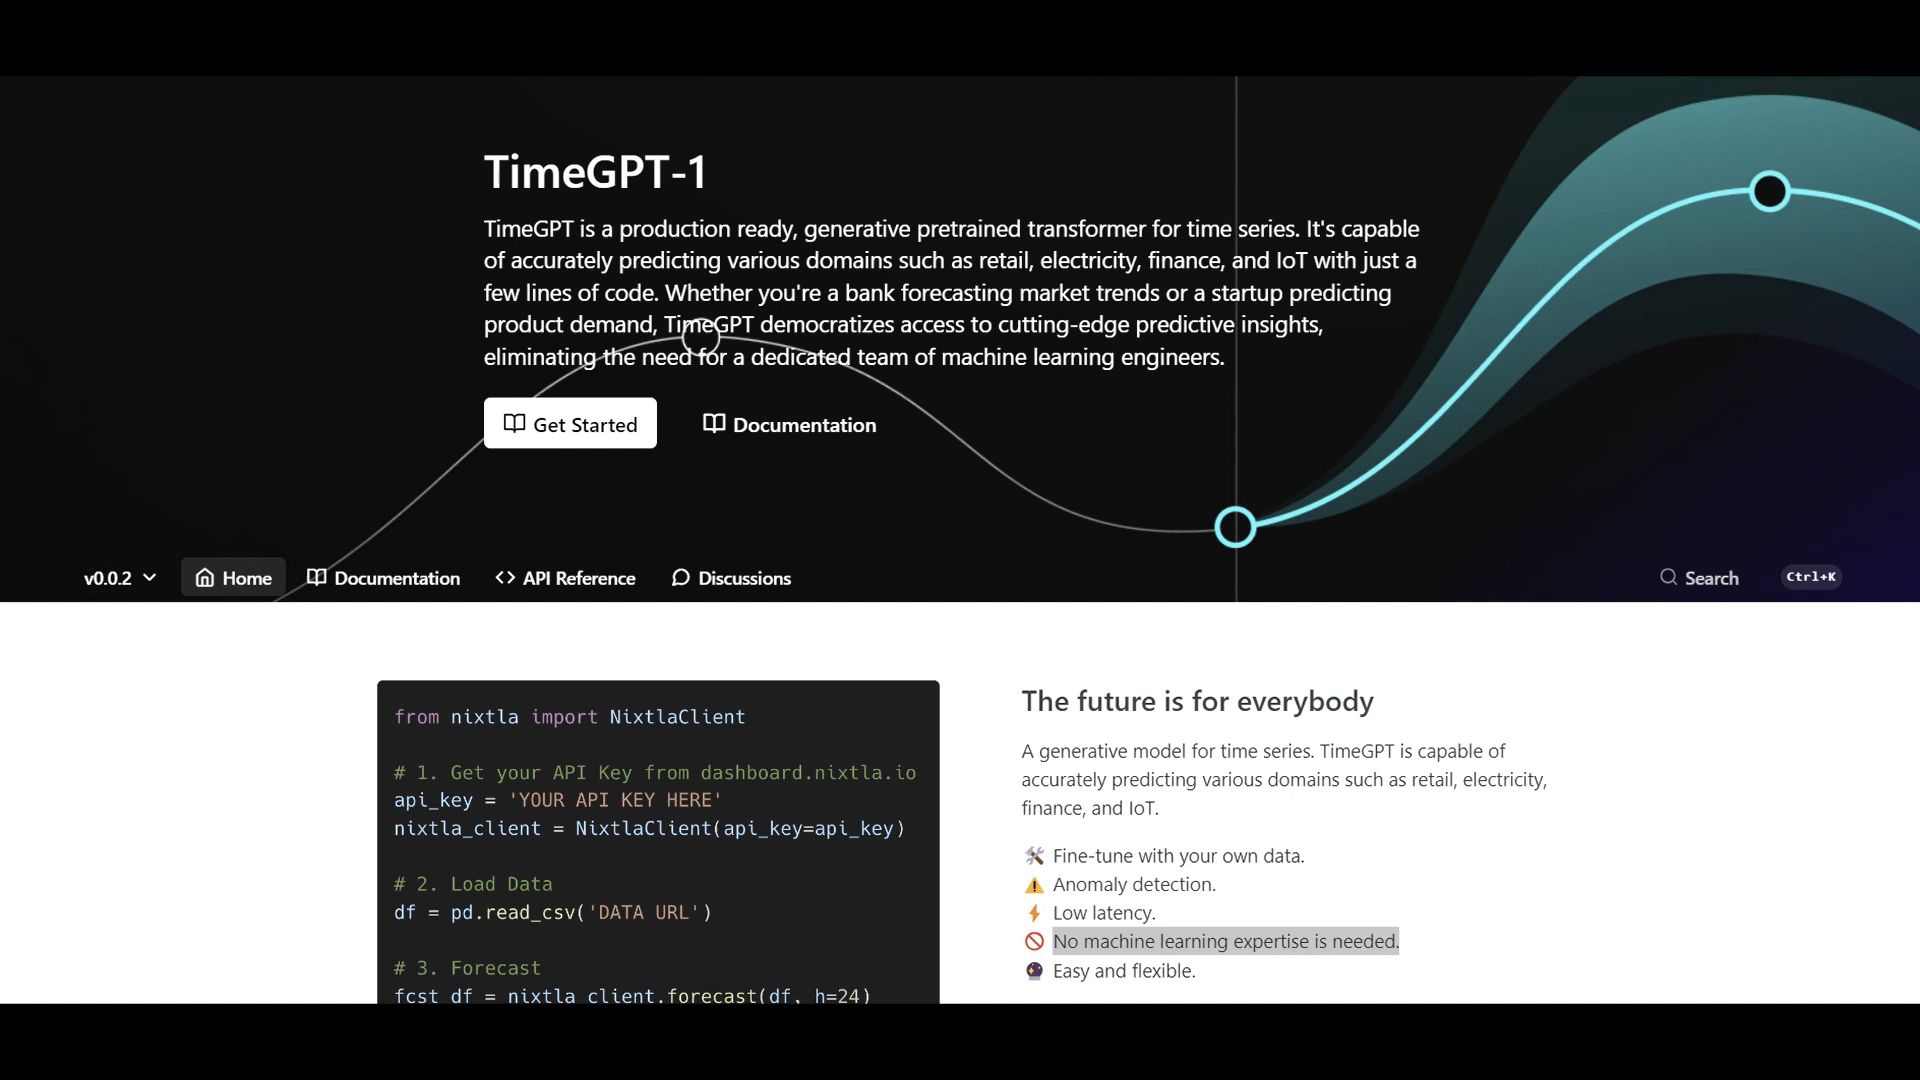 TimeGPT-1
TimeGPT is a production ready, generative pretrained transformer for time series. It's capable
of accurately predicting various domains such as retail, electricity, finance, and IoT with just a
few lines of code. Whether you're a bank forecasting market trends or a startup predicting
product demand, TimeGPT democratizes access to cutting-edge predictive insights,
eliminating the need for a dedicated team of machine learning engineers.
Get Started
Documentation
v0.0.2
Home
Documentation
API Reference
Discussions
Search
Ctrl+K
from nixtla import NixtlaClient
# 1. Get your API Key from dashboard.nixtla.io
api_key = 'YOUR API KEY HERE'
nixtla_client = NixtlaClient(api_key=api_key)
# 2. Load Data
df = pd.read_csv('DATA URL')
# 3. Forecast
fcst_df = nixtla_client.forecast(df, h=24)
The future is for everybody
A generative model for time series. TimeGPT is capable of
accurately predicting various domains such as retail, electricity,
finance, and IoT.
Fine-tune with your own data.
Anomaly detection.
Low latency.
No machine learning expertise is needed.
Easy and flexible.